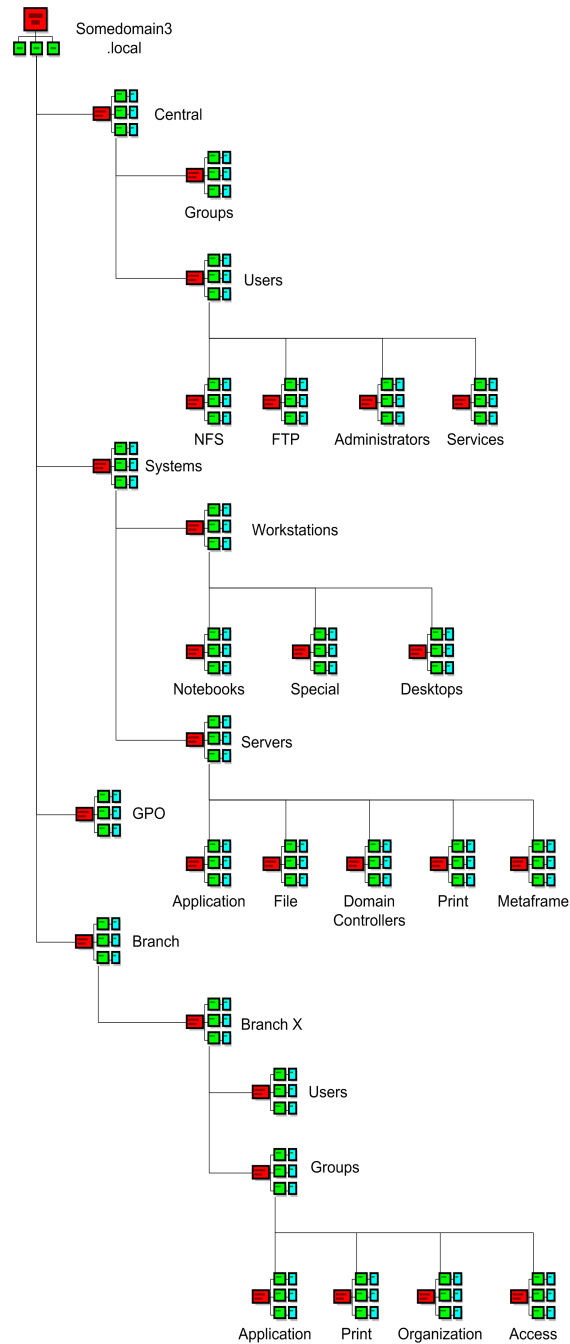 Somedomain3
.local
Central
Groups
Users
NFS
FTP
Administrators
Services
Systems
Workstations
Notebooks
Special
Desktops
Servers
GPO
Application
File
Domain
Controllers
Print
Metaframe
Branch
Branch X
Users
Groups
Application
Print
Organization
Access